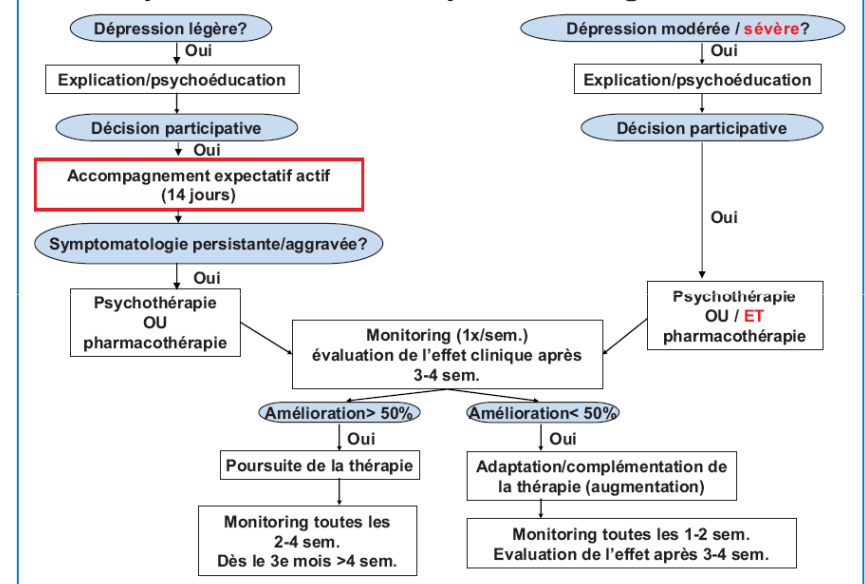 Dépression légère?
Oui
Explication/psychoéducation
Décision participative
Oui
Accompagnement expectatif actif
(14 jours)
Symptomatologie persistante/aggravée?
Oui
Psychothérapie
OU
pharmacothérapie
Dépression modérée / sévère?
Oui
Explication/psychoéducation
Décision participative
Oui
Psychothérapie
OU / ET
pharmacothérapie
Monitoring (1x/sem.)
évaluation de l'effet clinique après
3-4 sem.
Amélioration> 50%
Oui
Poursuite de la thérapie
Monitoring toutes les
2-4 sem.
Dès le 3e mois >4 sem.
Amélioration< 50%
Oui
Adaptation/complémentation de
la thérapie (augmentation)
Monitoring toutes les 1-2 sem.
Evaluation de l'effet après 3-4 sem.